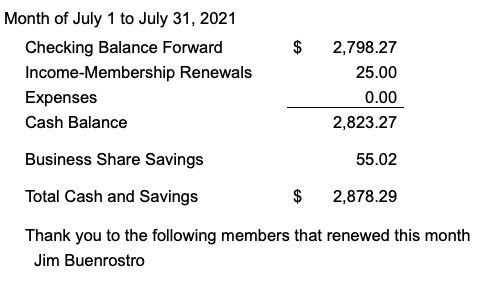 Month of July 1 to July 31, 2021
Checking Balance Forward $ 2,798.27
Income-Membership Renewals 25.00
Expenses 0.00
Cash Balance 2,823.27
Business Share Savings 55.02
Total Cash and Savings $ 2,878.29
Thank you to the following members that renewed this month
Jim Buenrostro